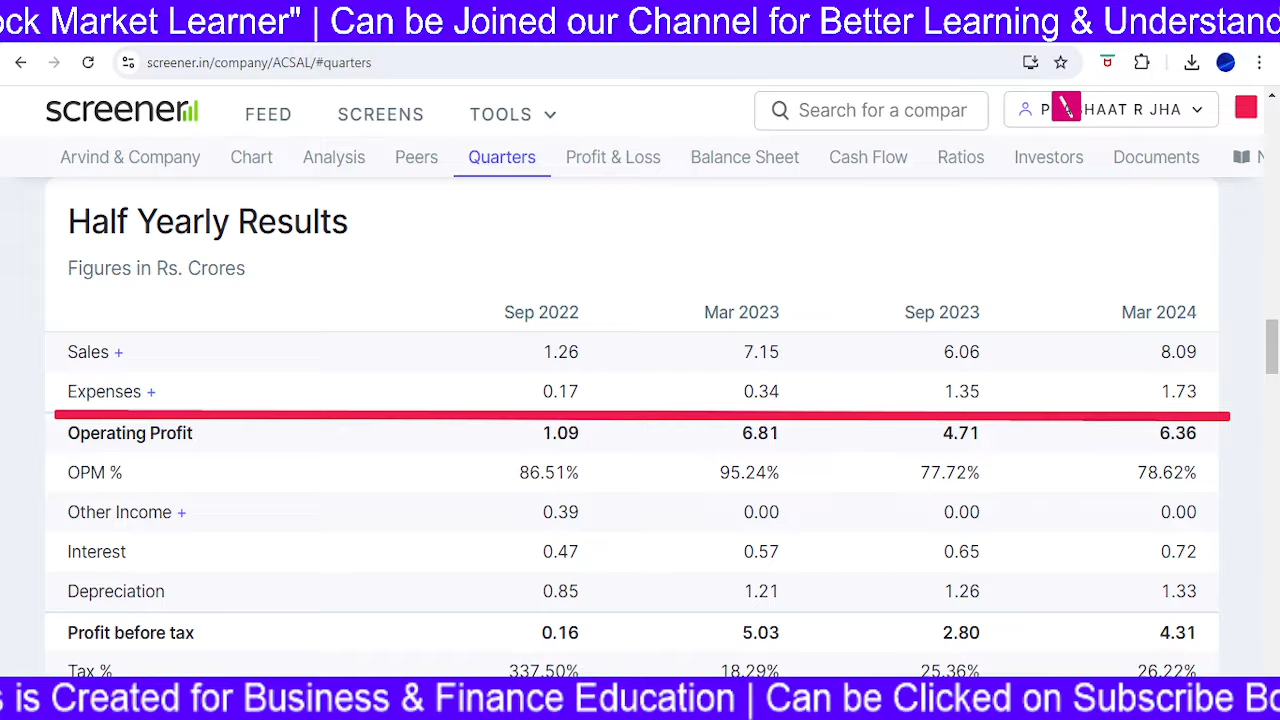 ock Market Learner" | Can be Joined our Channel for Better Learning & Understand
screener.in/company/ACSAL/#quarters
screener FEED SCREENS TOOLS Search for a compar HAAT R JHA
Arvind & Company Chart Analysis Peers Quarters Profit & Loss Balance Sheet Cash Flow Ratios Investors Documents N
Half Yearly Results
Figures in Rs. Crores
Sep 2022 Mar 2023 Sep 2023 Mar 2024
Sales + 1.26 7.15 6.06 8.09
Expenses + 0.17 0.34 1.35 1.73
Operating Profit 1.09 6.81 4.71 6.36
OPM % 86.51% 95.24% 77.72% 78.62%
Other Income + 0.39 0.00 0.00 0.00
Interest 0.47 0.57 0.65 0.72
Depreciation 0.85 1.21 1.26 1.33
Profit before tax 0.16 5.03 2.80 4.31
Tax % 337.50% 18.29% 25.36% 26.22%
s is Created for Business & Finance Education | Can be Clicked on Subscribe Bo